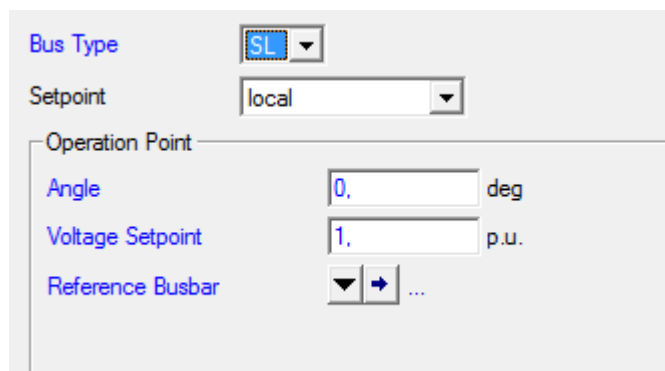 Bus Type SL
Setpoint local
Operation Point
Angle 0, deg
Voltage Setpoint 1, p.u.
Reference Busbar ...